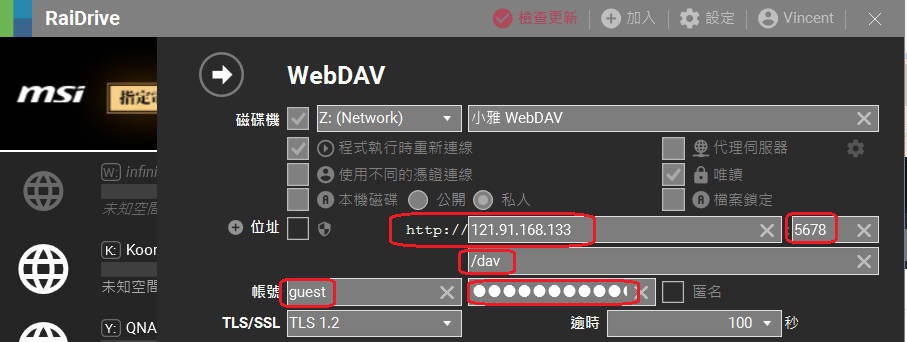 RaiDrive 檢查更新 加入 設定 Vincent
msi 指定
WebDAV
磁碟機 Z: (Network) 小雅 WebDAV
程式執行時重新連線 代理伺服器
使用不同的憑證連線 唯讀
本機磁碟 公開 私人 檔案鎖定
位址 http://121.91.168.133 : 5678
/dav
帳號 guest 匿名
TLS/SSL TLS 1.2 逾時 100 秒
W: infini
未知空間
K: Koor
未知空間
Y: QNA